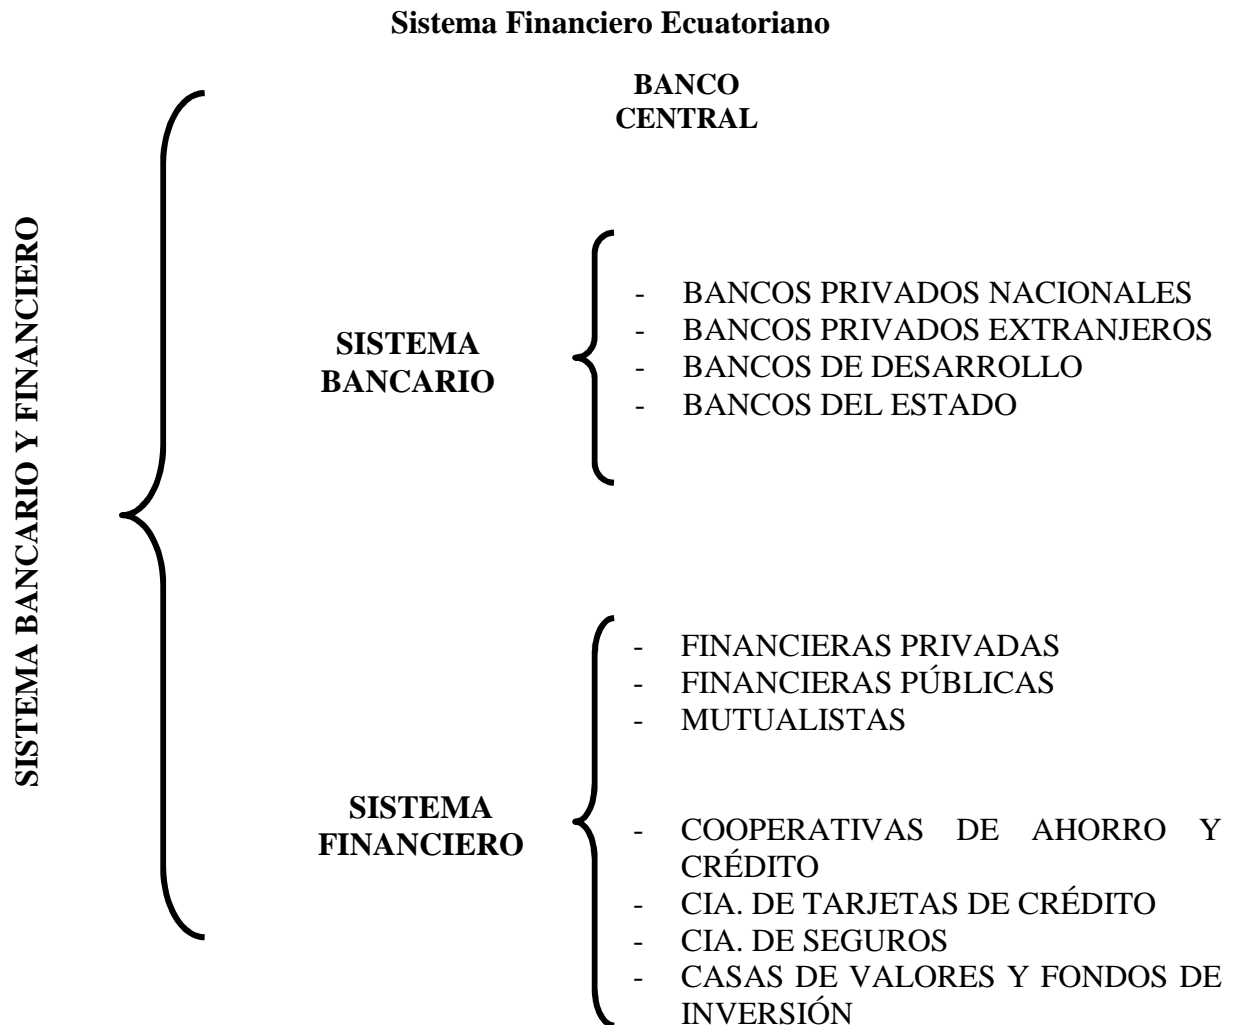 Sistema Financiero Ecuatoriano
BANCO
CENTRAL
SISTEMA BANCARIO Y FINANCIERO
SISTEMA
BANCARIO
- BANCOS PRIVADOS NACIONALES
- BANCOS PRIVADOS EXTRANJEROS
- BANCOS DE DESARROLLO
- BANCOS DEL ESTADO
SISTEMA
FINANCIERO
- FINANCIERAS PRIVADAS
- FINANCIERAS PÚBLICAS
- MUTUALISTAS
- COOPERATIVAS DE AHORRO Y
CRÉDITO
- CIA. DE TARJETAS DE CRÉDITO
- CIA. DE SEGUROS
- CASAS DE VALORES Y FONDOS DE
INVERSIÓN